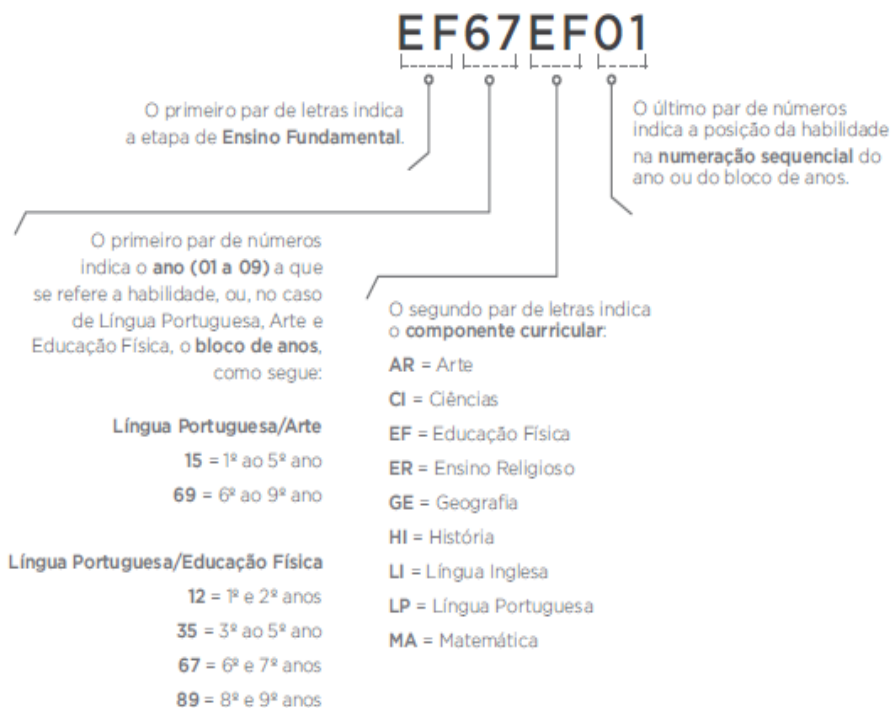 EF67EF01
O primeiro par de letras indica
a etapa de Ensino Fundamental.
O último par de números
indica a posição da habilidade
na numeração sequencial do
ano ou do bloco de anos.
O primeiro par de números
indica o ano (01 a 09) a que
se refere a habilidade, ou, no caso
de Língua Portuguesa, Arte e
Educação Física, o bloco de anos,
como segue:
Língua Portuguesa/Arte
15 = 1º ao 5º ano
69 = 6º ao 9º ano
Língua Portuguesa/Educação Física
12 = 1º e 2º anos
35 = 3º ao 5º ano
67 = 6º e 7º anos
89 = 8º e 9º anos
O segundo par de letras indica
o componente curricular:
AR = Arte
CI = Ciências
EF = Educação Física
ER = Ensino Religioso
GE = Geografia
HI = História
LI = Língua Inglesa
LP = Língua Portuguesa
MA = Matemática